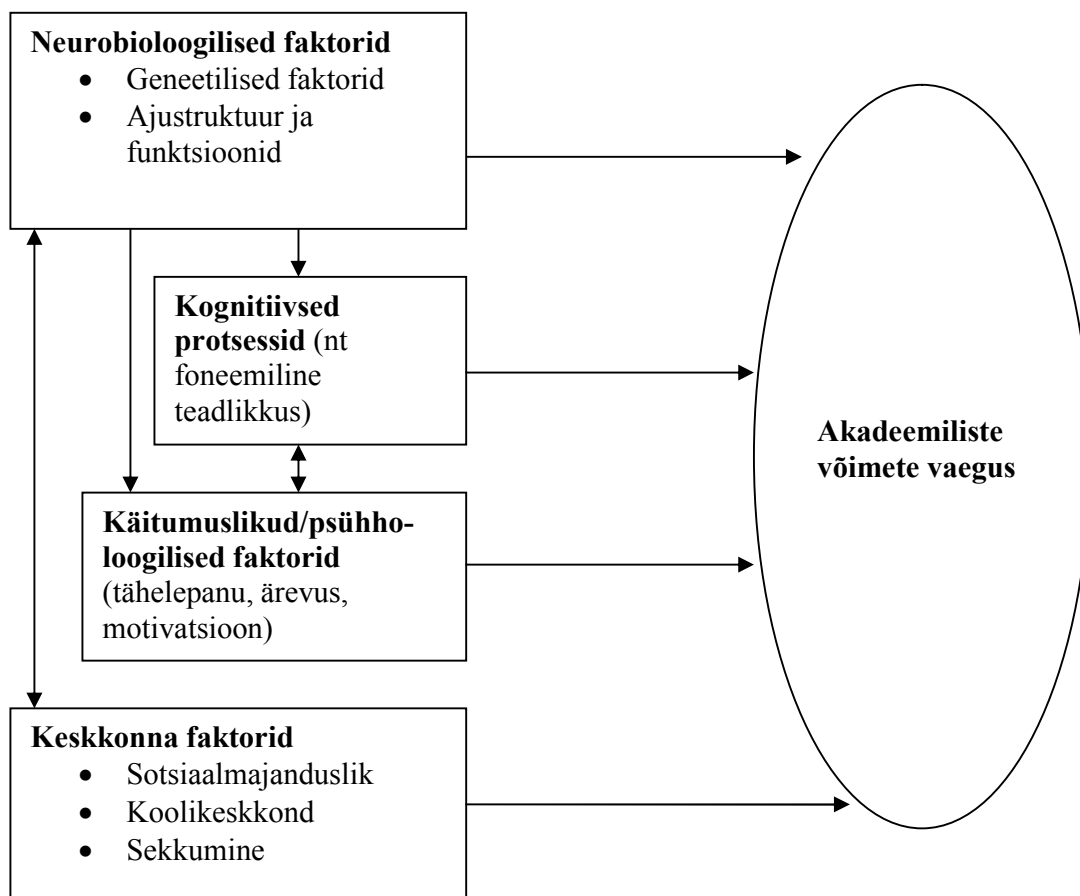 Neurobioloogilised faktorid
• Geneetilised faktorid
• Ajustruktuur ja
funktsioonid
Kognitiivsed
protsessid (nt
foneemiline
teadlikkus)
Käitumuslikud/psühho-
loogilised faktorid
(tähelepanu, ärevus,
motivatsioon)
Keskkonna faktorid
• Sotsiaalmajanduslik
• Koolikeskkond
• Sekkumine
Akadeemiliste
võimete vaegus